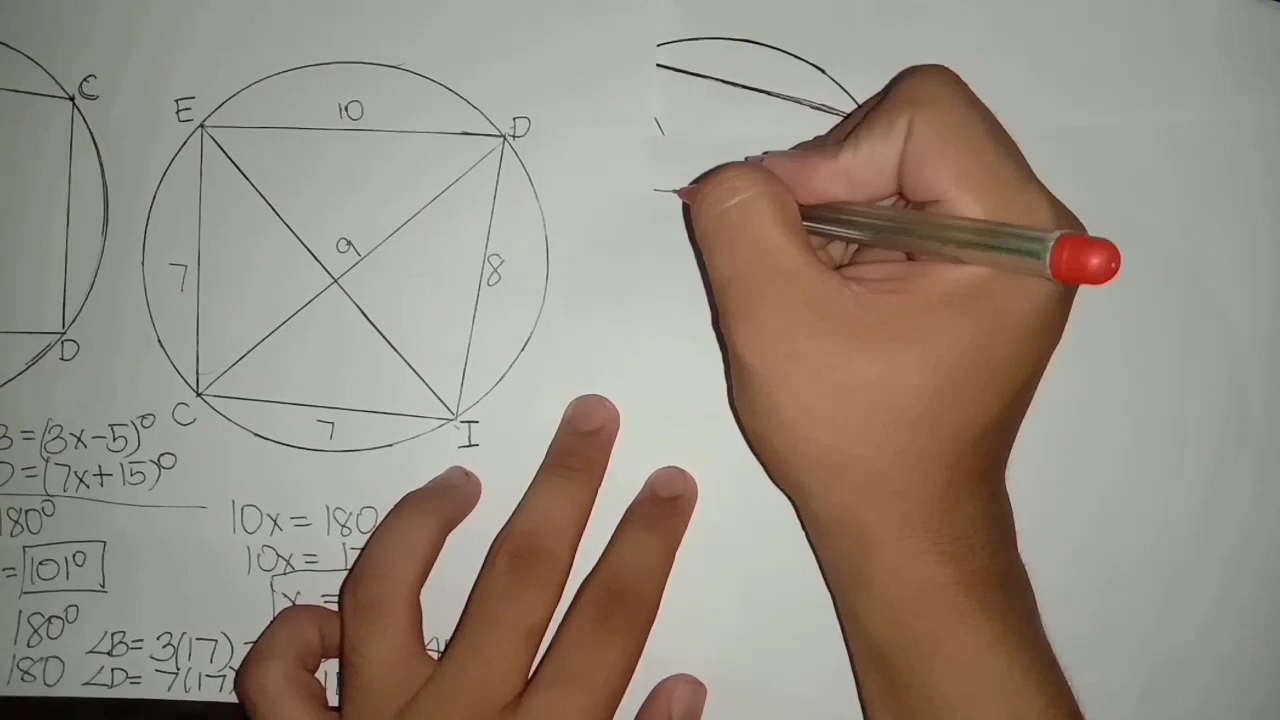 C
E
10
D
9
7
8
D
C
7
I
B=(3x-5)°
D=(7x+15)°
180°
10x=180
=101°
10x=
x=
180°
∠B=3(17)
180
∠D=7(17)